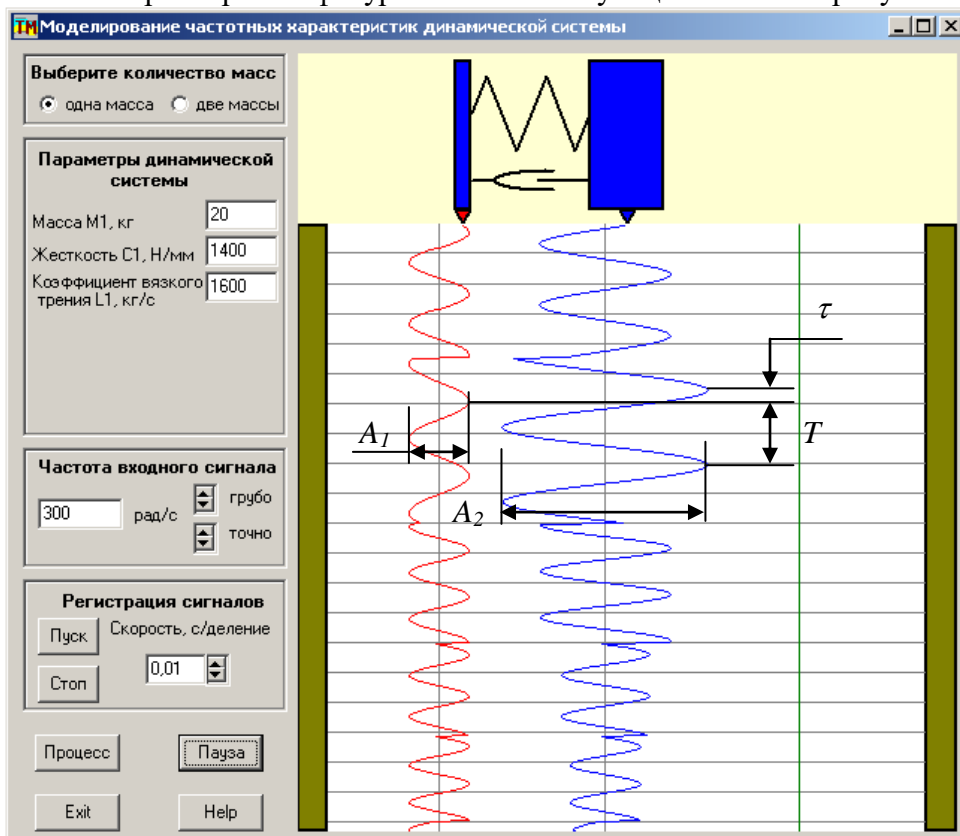 TM Моделирование частотных характеристик динамической системы
Выберите количество масс
одна масса две массы
Параметры динамической
системы
Масса М1, кг 20
Жесткость С1, Н/мм 1400
Коэффициент вязкого
трения L1, кг/с 1600
Частота входного сигнала
300 рад/с грубо
точно
Регистрация сигналов
Пуск Скорость, с/деление
0,01
Стоп
Процесс Пауза
Exit Help
τ
T
A1
A2